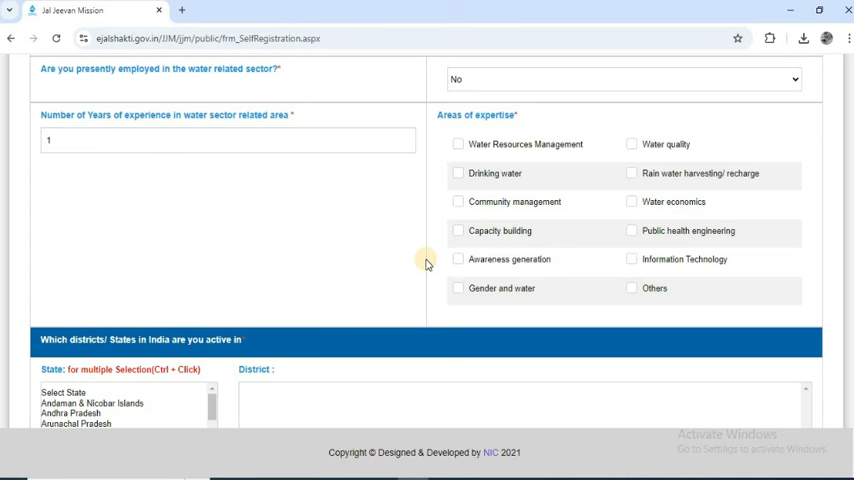 Jal Jeevan Mission
ejalshakti.gov.in/JJM/jjm/public/frm_SelfRegistration.aspx
Are you presently employed in the water related sector?*
No
Number of Years of experience in water sector related area *
Areas of expertise*
1
Water Resources Management
Water quality
Drinking water
Rain water harvesting/ recharge
Community management
Water economics
Capacity building
Public health engineering
Awareness generation
Information Technology
Gender and water
Others
Which districts/ States in India are you active in*
State: for multiple Selection(Ctrl + Click)
District :
Select State
Andaman & Nicobar Islands
Andhra Pradesh
Arunachal Pradesh
Activate Windows
Go to Settings to activate Windows.
Copyright © Designed & Developed by NIC 2021